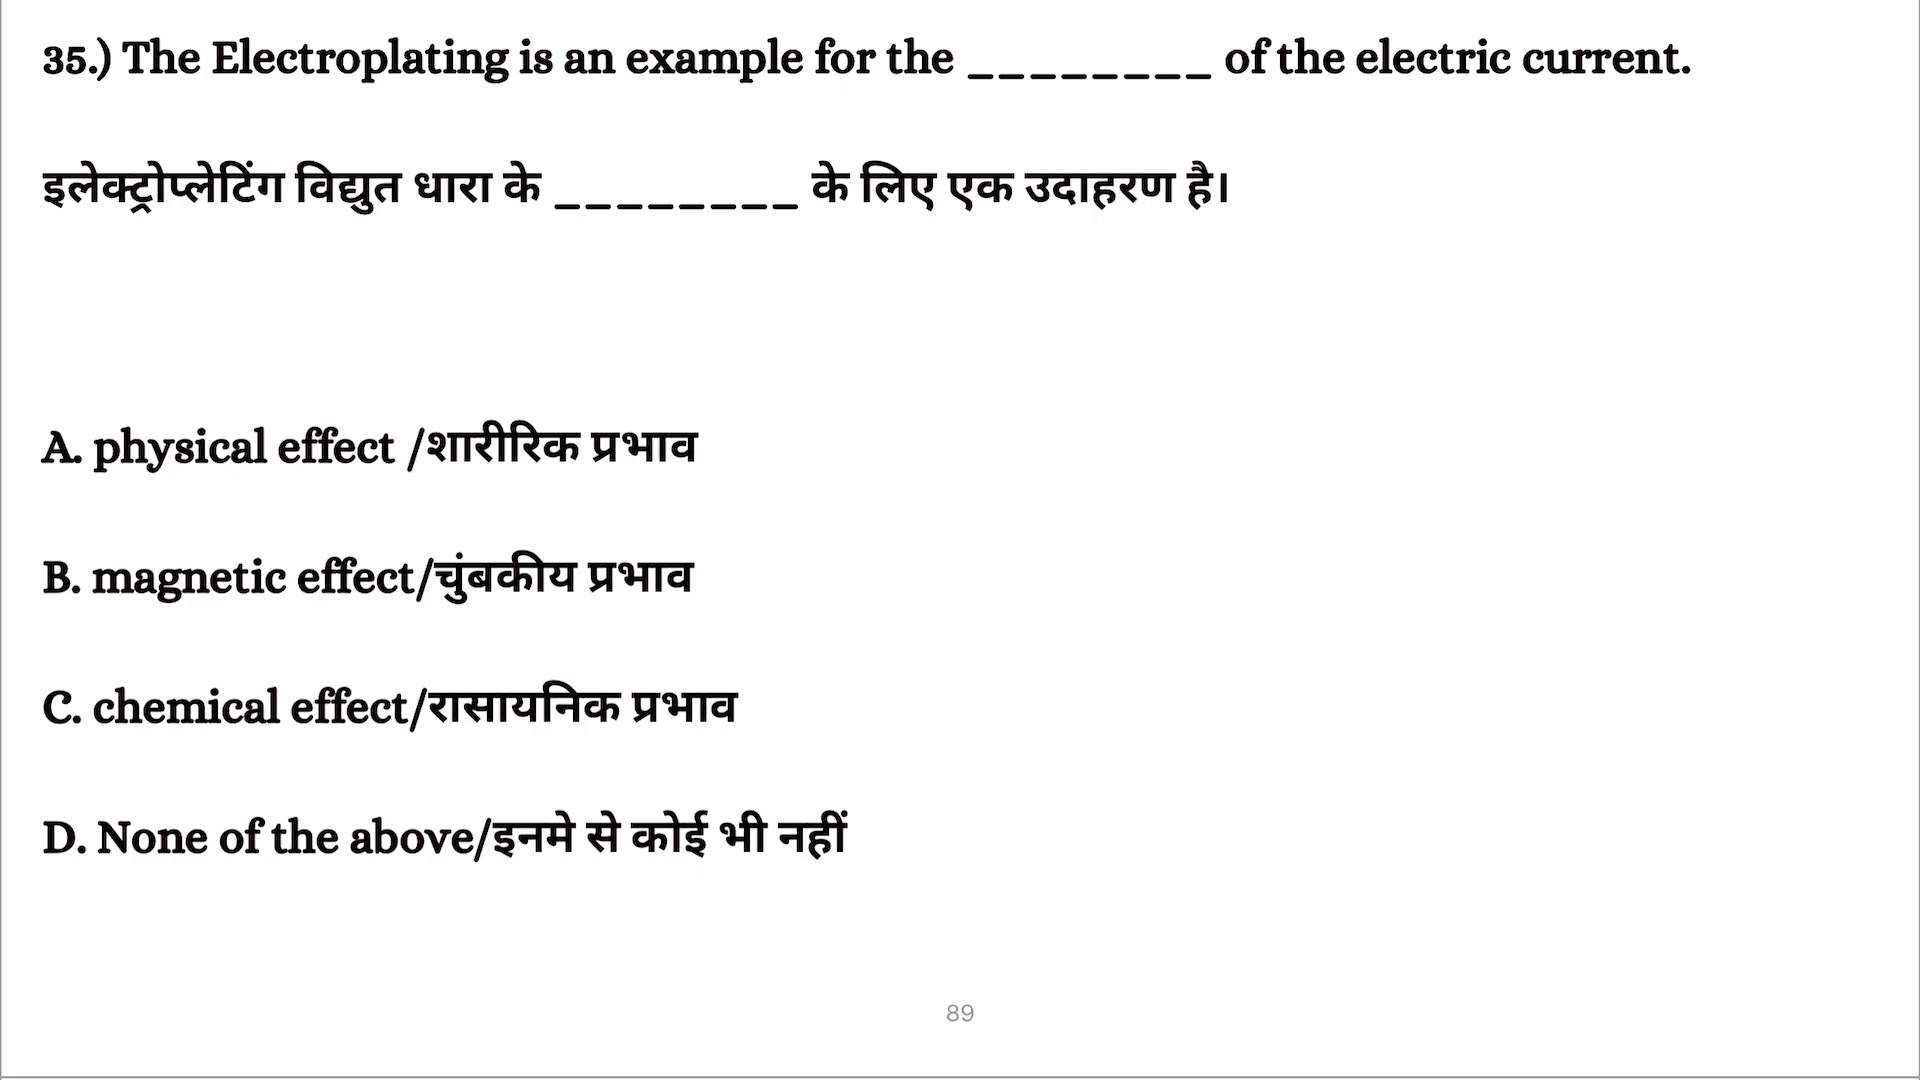 35.) The Electroplating is an example for the ________ of the electric current.
इलेक्ट्रोप्लेटिंग विद्युत धारा के ________ के लिए एक उदाहरण है।
A. physical effect /शारीरिक प्रभाव
B. magnetic effect/चुंबकीय प्रभाव
C. chemical effect/रासायनिक प्रभाव
D. None of the above/इनमे से कोई भी नहीं
89